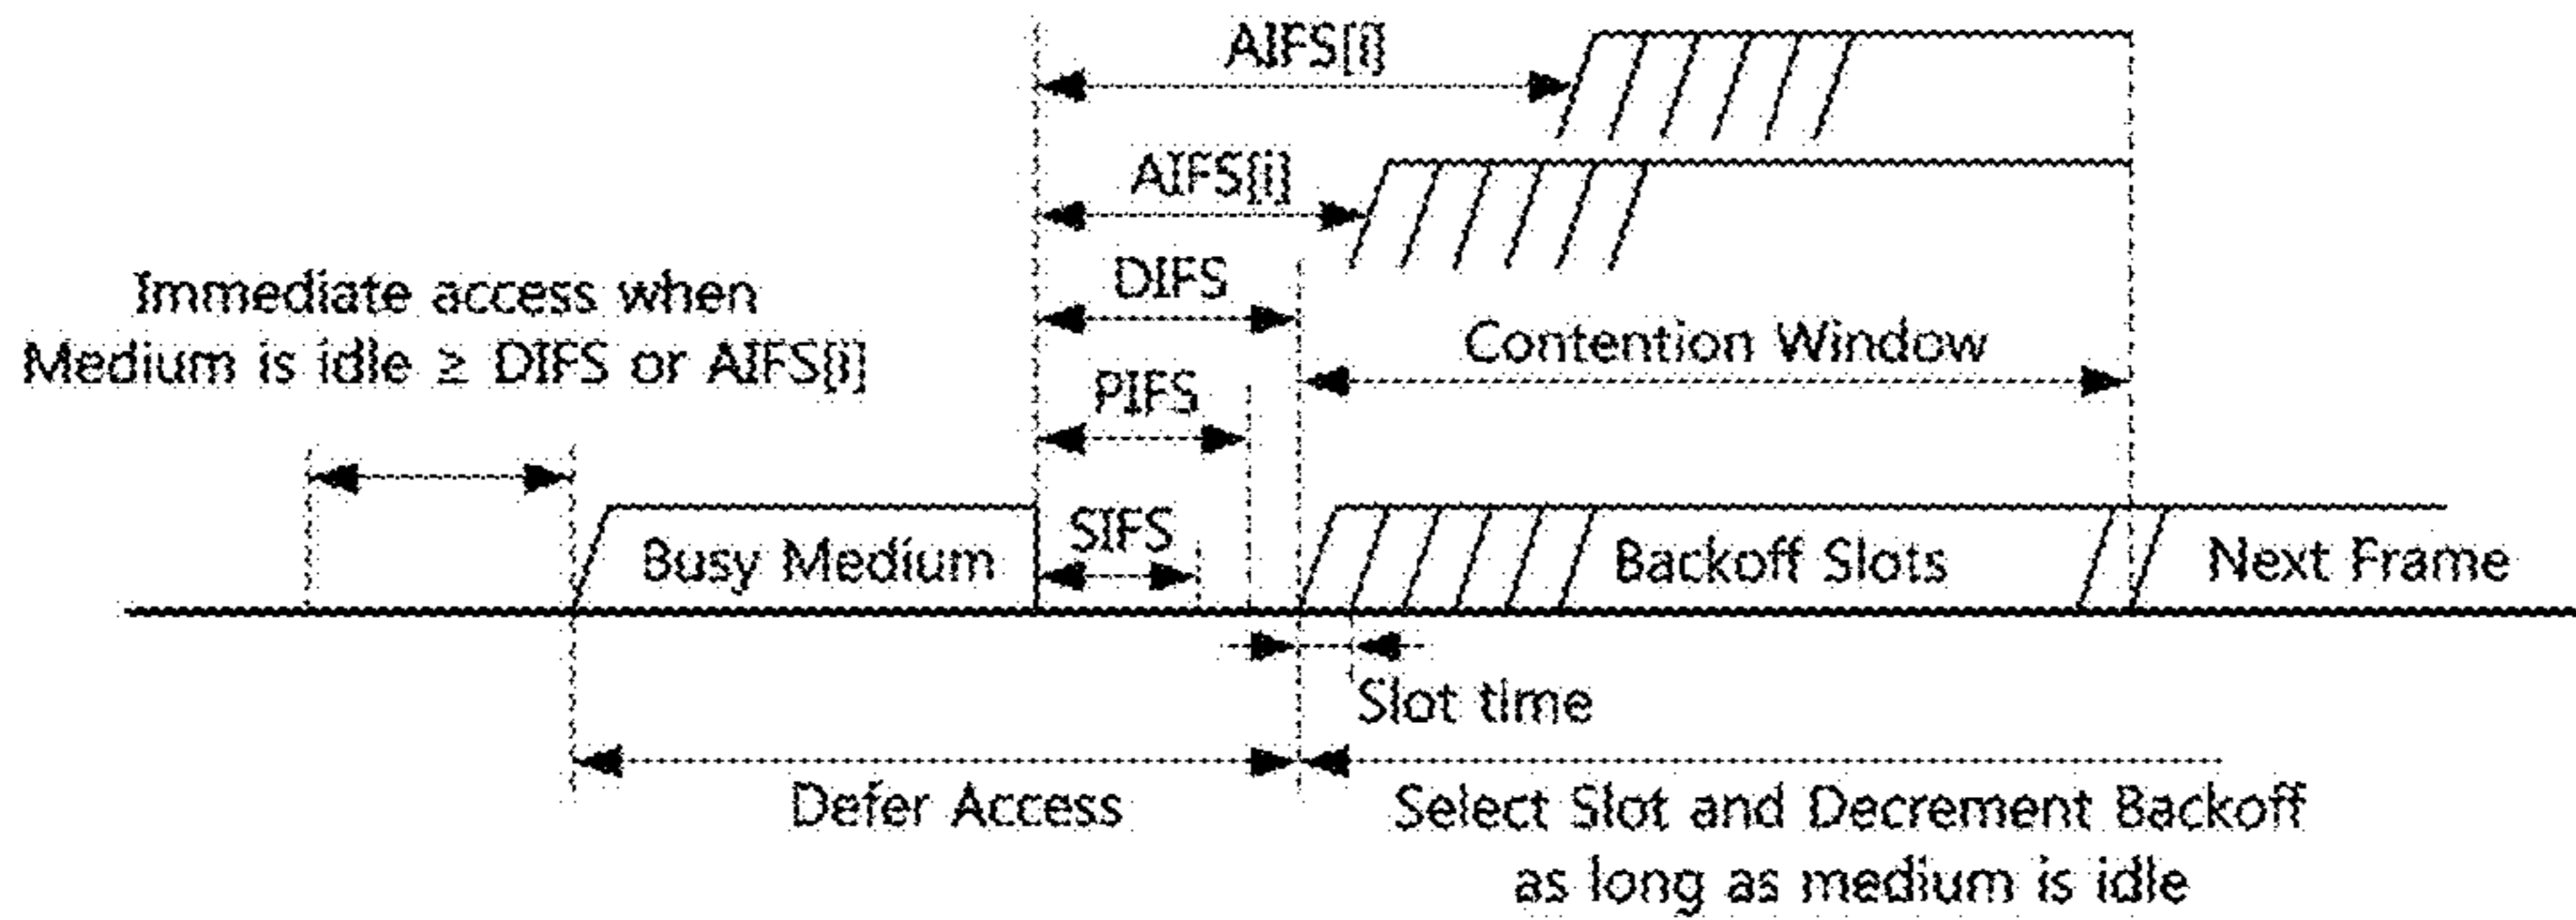 AIFS[i]
AIFS[i]
DIFS
Immediate access when
Medium is idle ≥ DIFS or AIFS[i]
Contention Window
PIFS
SIFS
Busy Medium
Backoff Slots
Next Frame
Slot time
Defer Access
Select Slot and Decrement Backoff
as long as medium is idle